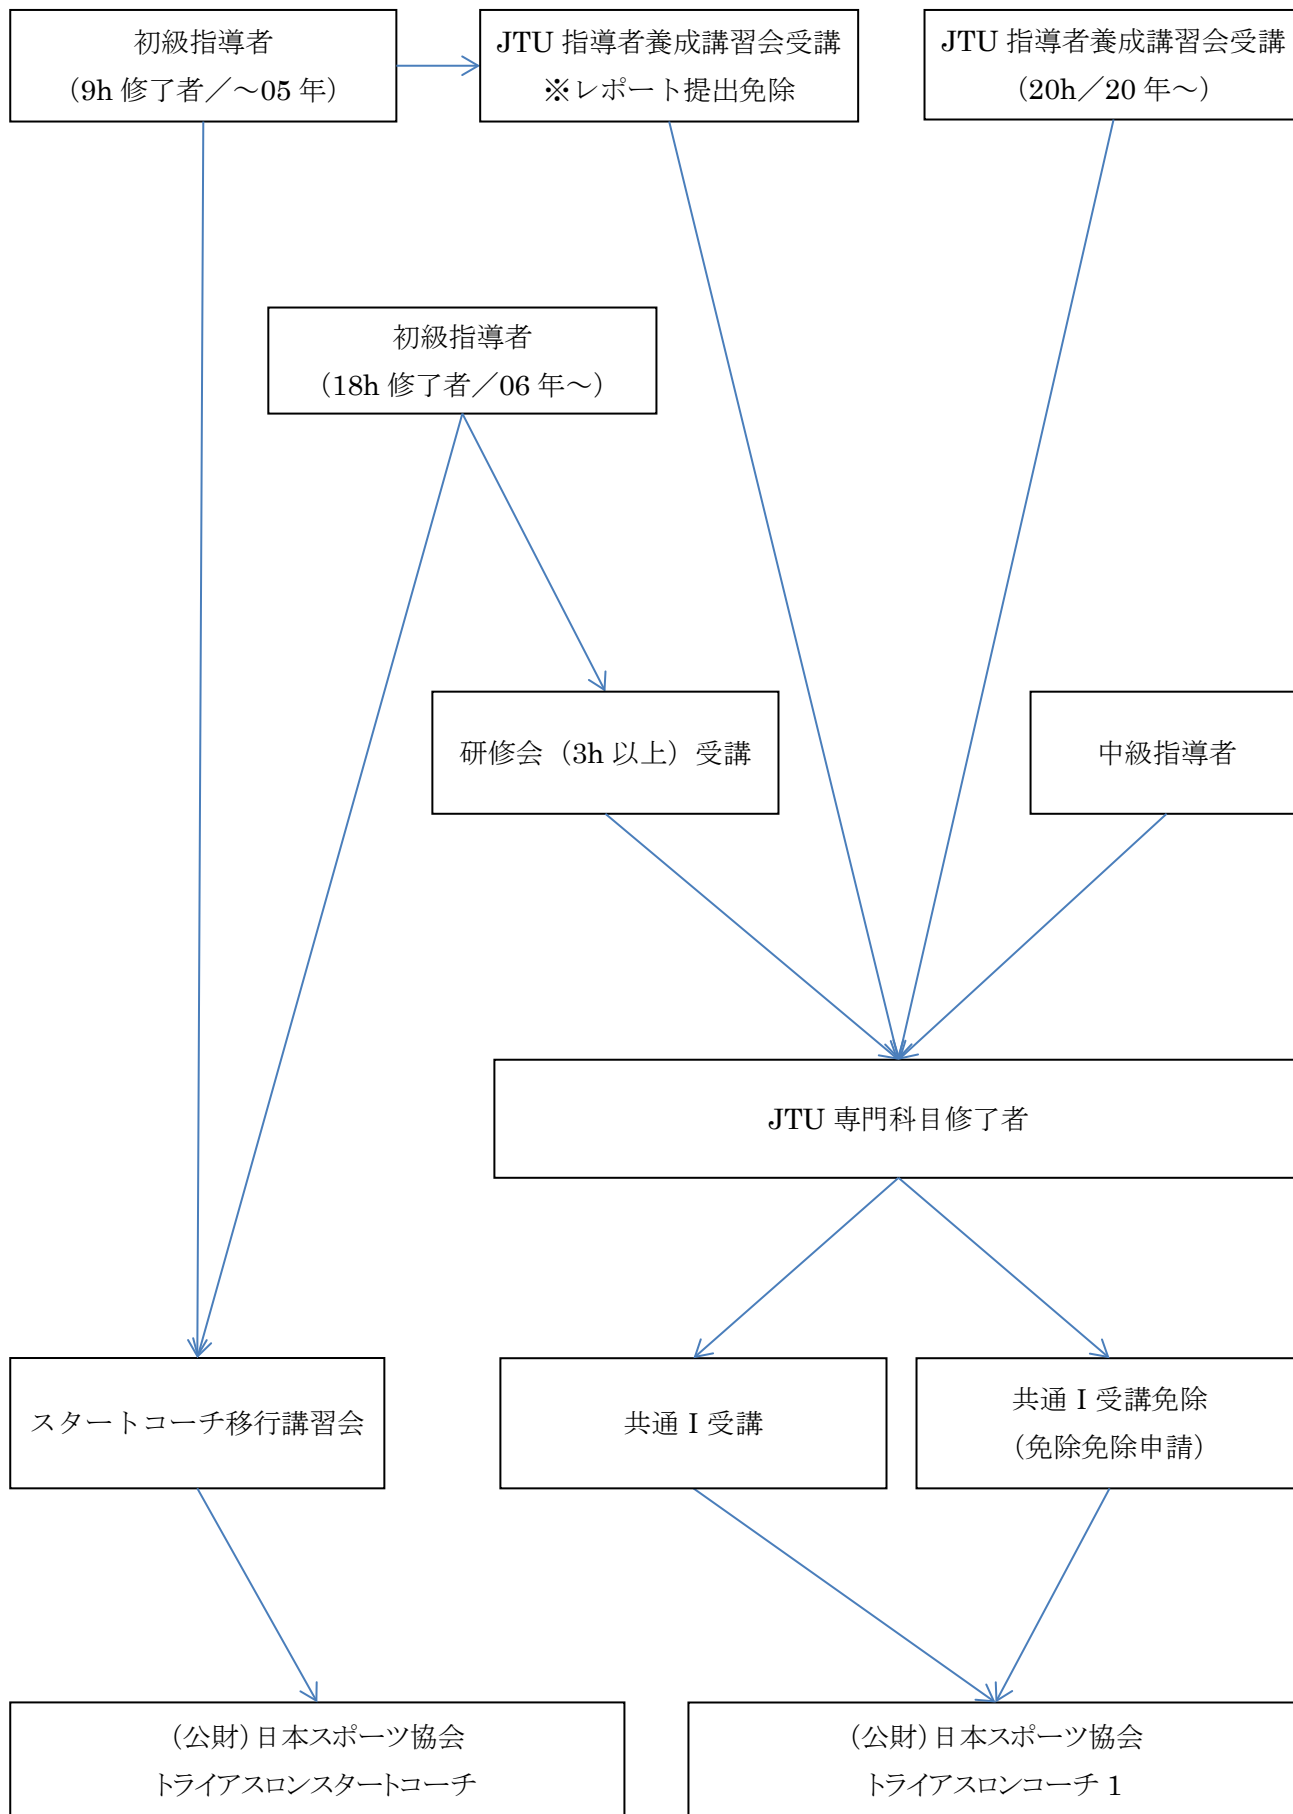 初級指導者
（9h 修了者／～05 年）
JTU 指導者養成講習会受講
※レポート提出免除
JTU 指導者養成講習会受講
（20h／20 年～）
初級指導者
（18h 修了者／06 年～）
研修会（3h 以上）受講
中級指導者
JTU 専門科目修了者
スタートコーチ移行講習会
共通 I 受講
共通 I 受講免除
（免除免除申請）
（公財）日本スポーツ協会
トライアスロンスタートコーチ
（公財）日本スポーツ協会
トライアスロンコーチ 1